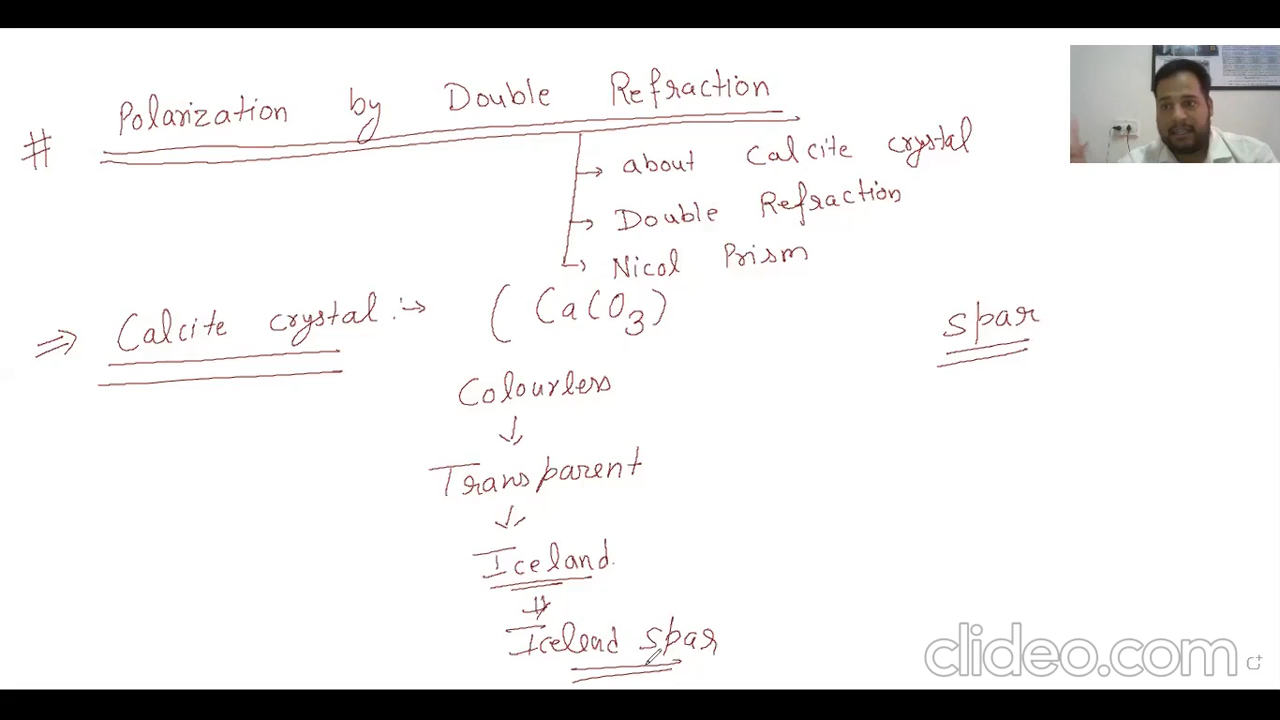 # Polarization by Double Refraction
→ about Calcite crystal
→ Double Refraction
→ Nicol Prism
⇒ Calcite crystal :→ (CaCO3)
spar
Colourless
↓
Transparent
↓
Iceland
⇓
Icelend spar
clideo.com